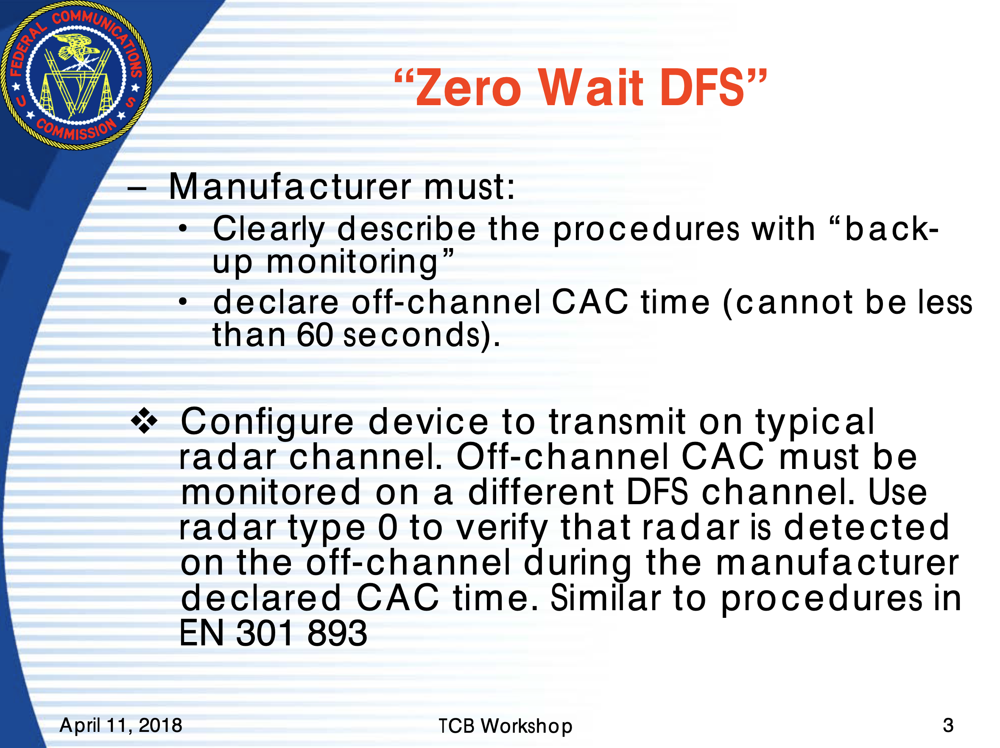 FEDERAL COMMUNICATIONS
U S
COMMISSION
“Zero Wait DFS”
– Manufacturer must:
• Clearly describe the procedures with “back-
up monitoring”
• declare off-channel CAC time (cannot be less
than 60 seconds).
❖ Configure device to transmit on typical
radar channel. Off-channel CAC must be
monitored on a different DFS channel. Use
radar type 0 to verify that radar is detected
on the off-channel during the manufacturer
declared CAC time. Similar to procedures in
EN 301 893
April 11, 2018
TCB Workshop
3